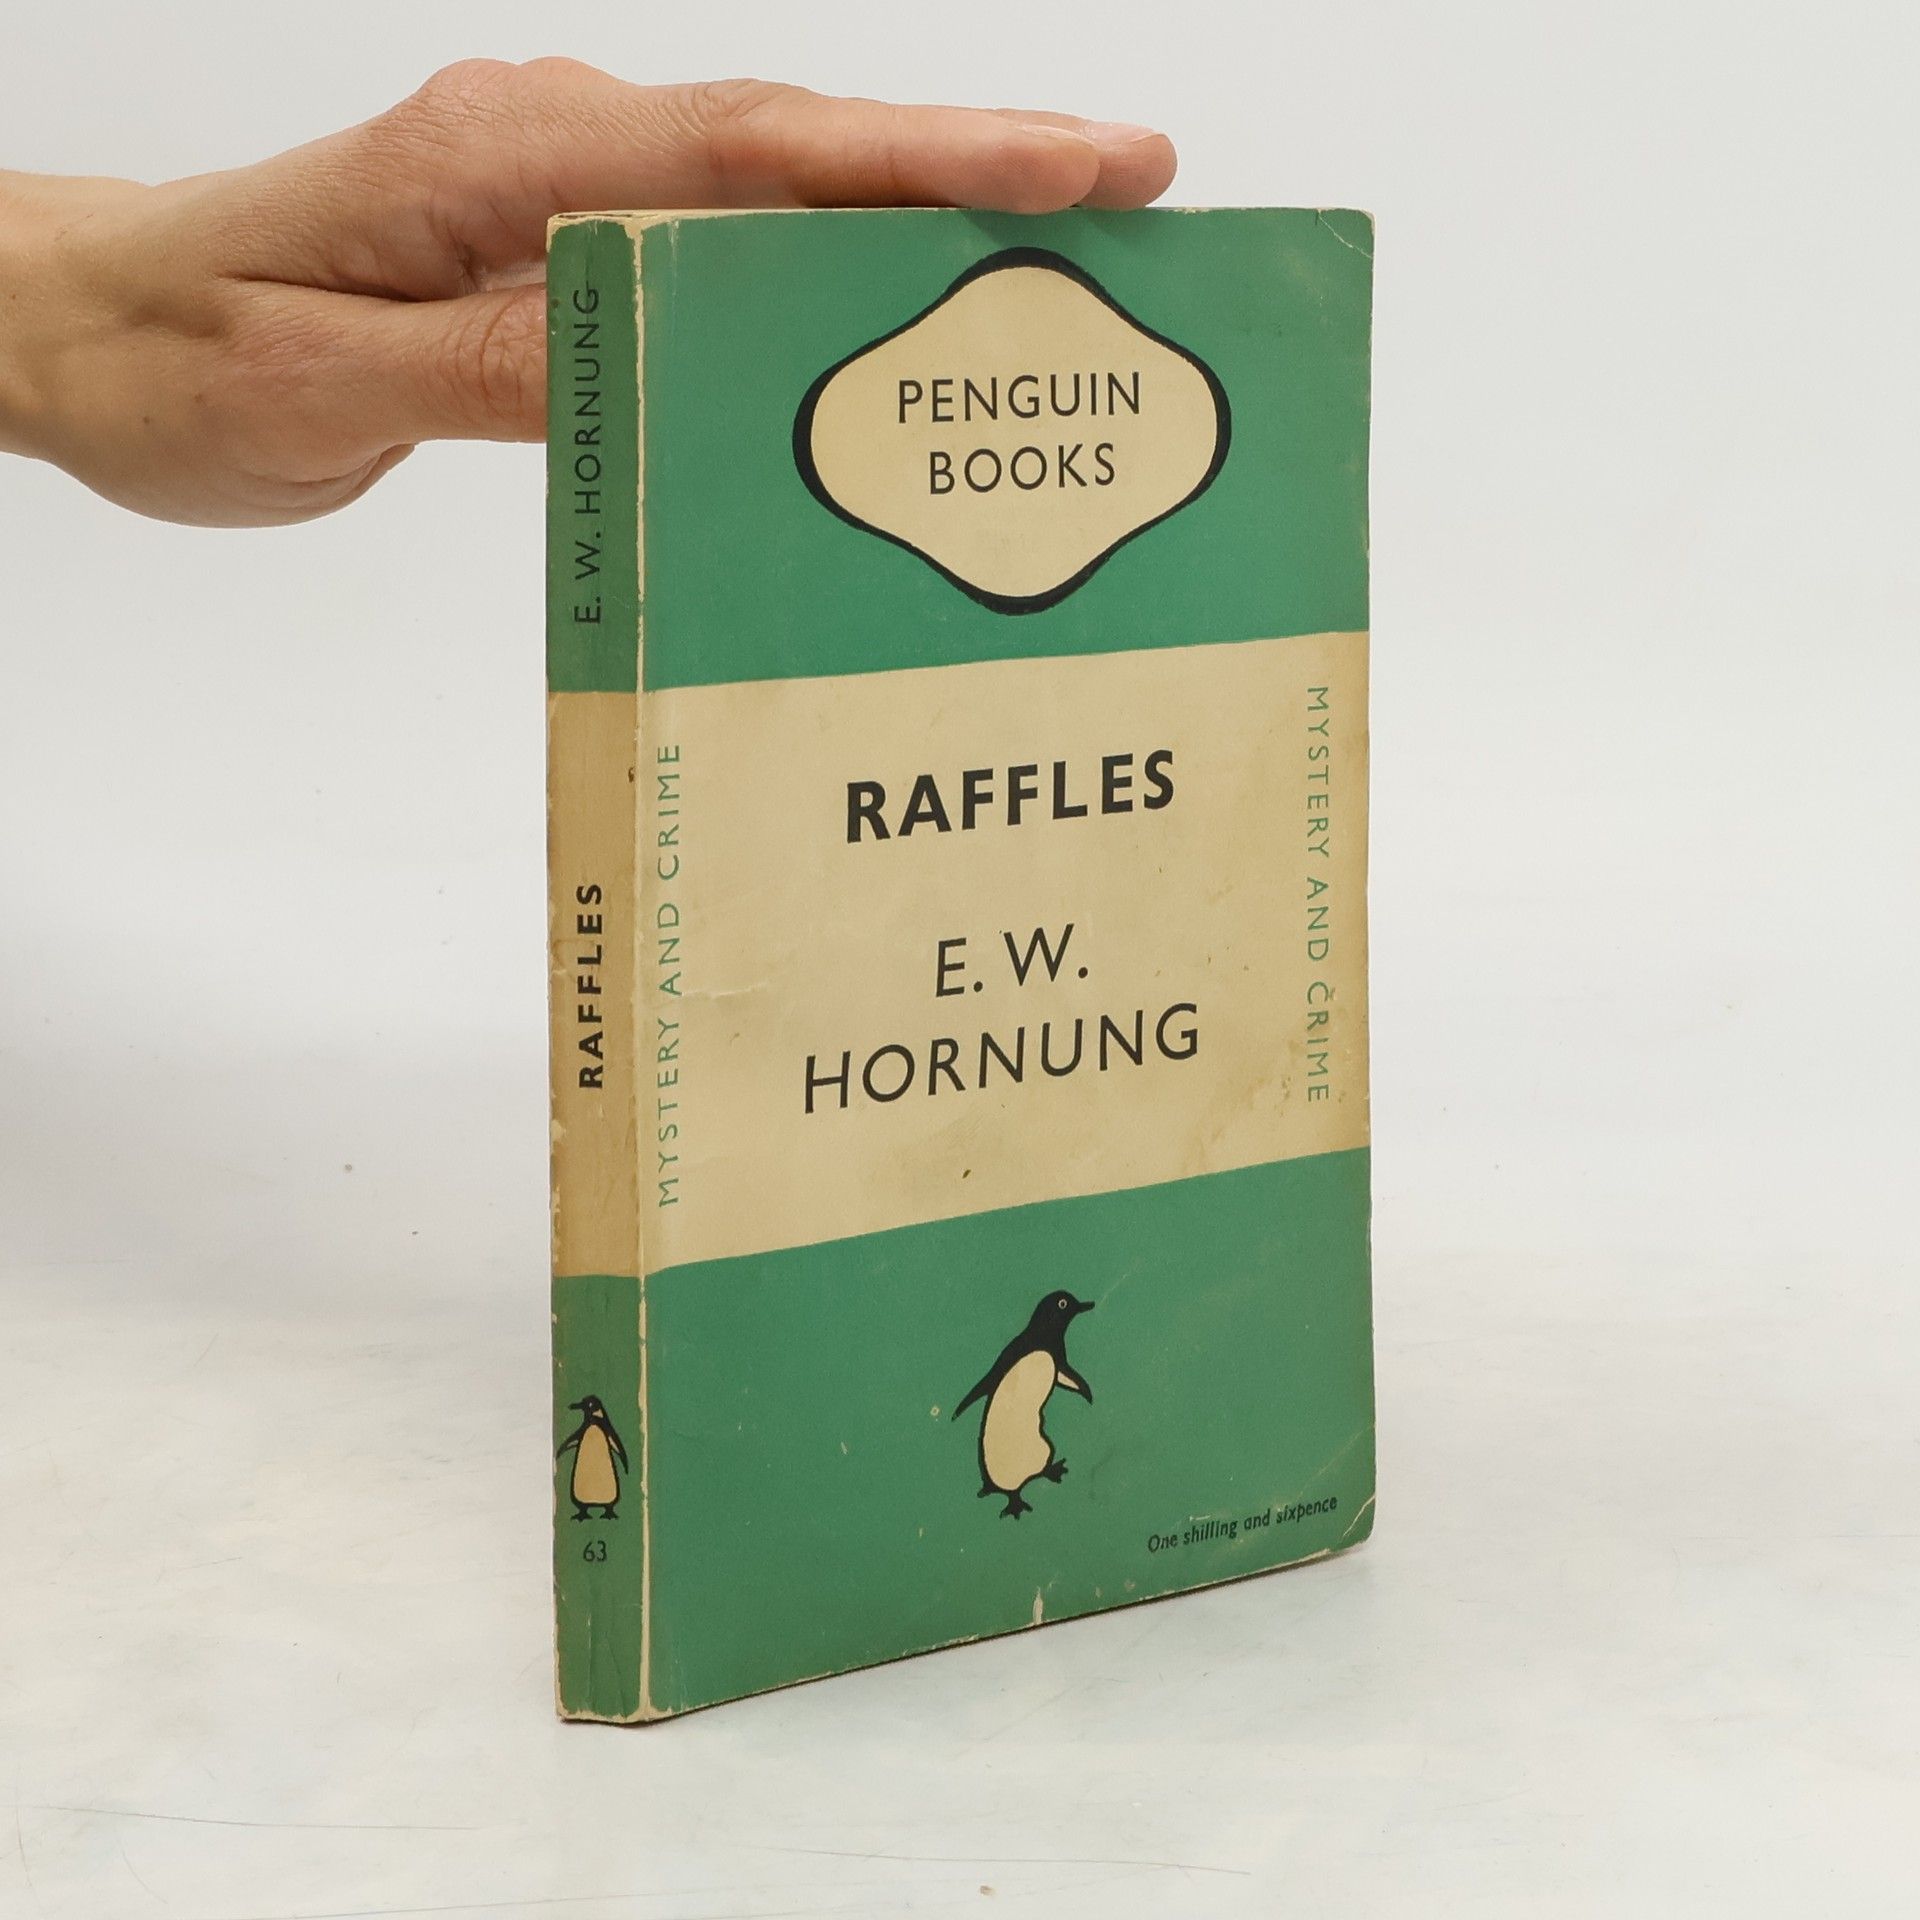 E. W. HORNUNG
RAFFLES
63
PENGUIN
BOOKS
MYSTERY AND CRIME
RAFFLES
E. W.
HORNUNG
MYSTERY AND CRIME
One shilling and sixpence